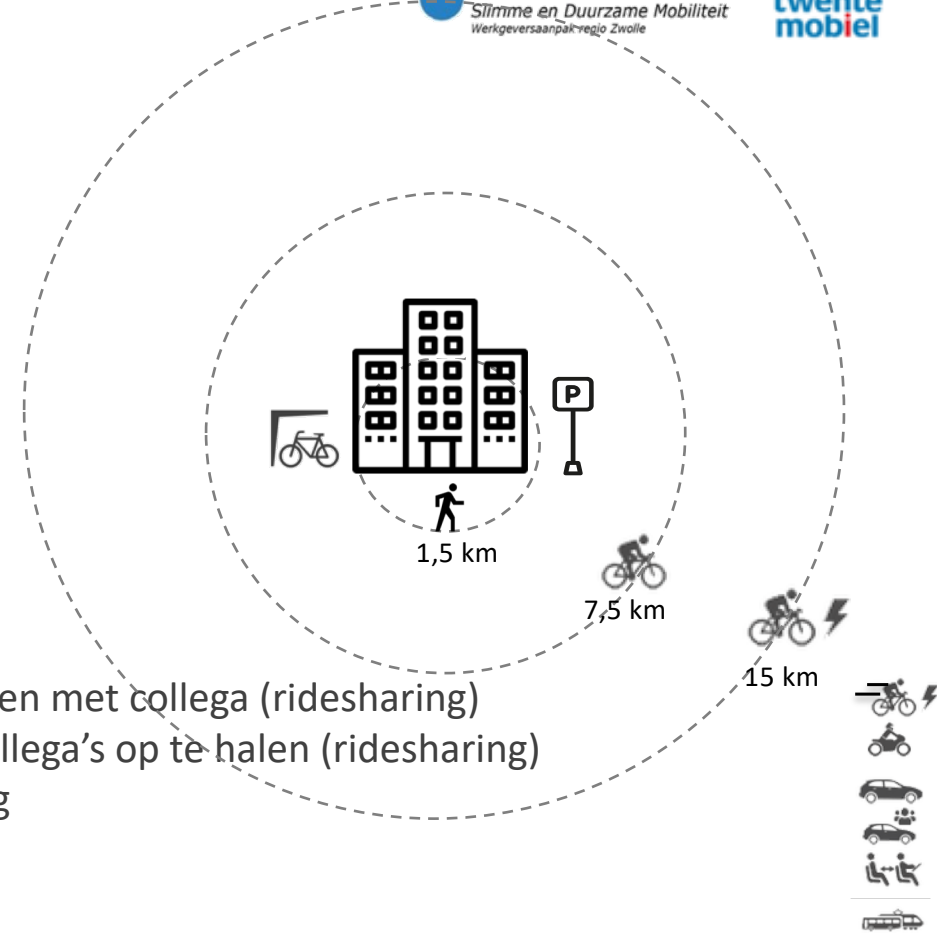 Slimme en Duurzame Mobiliteit
Werkgeversaanpak regio Zwolle
twente
mobiel
P
1,5 km
7,5 km
15 km
en met collega (ridesharing)
llega's op te halen (ridesharing)
g